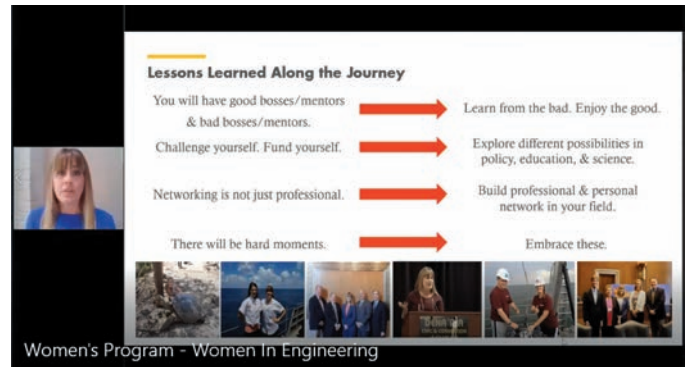 Lessons Learned Along the Journey
You will have good bosses/mentors
& bad bosses/mentors.
Learn from the bad. Enjoy the good.
Challenge yourself. Fund yourself.
Explore different possibilities in
policy, education, & science.
Networking is not just professional.
Build professional & personal
network in your field.
There will be hard moments.
Embrace these.
Women's Program - Women In Engineering